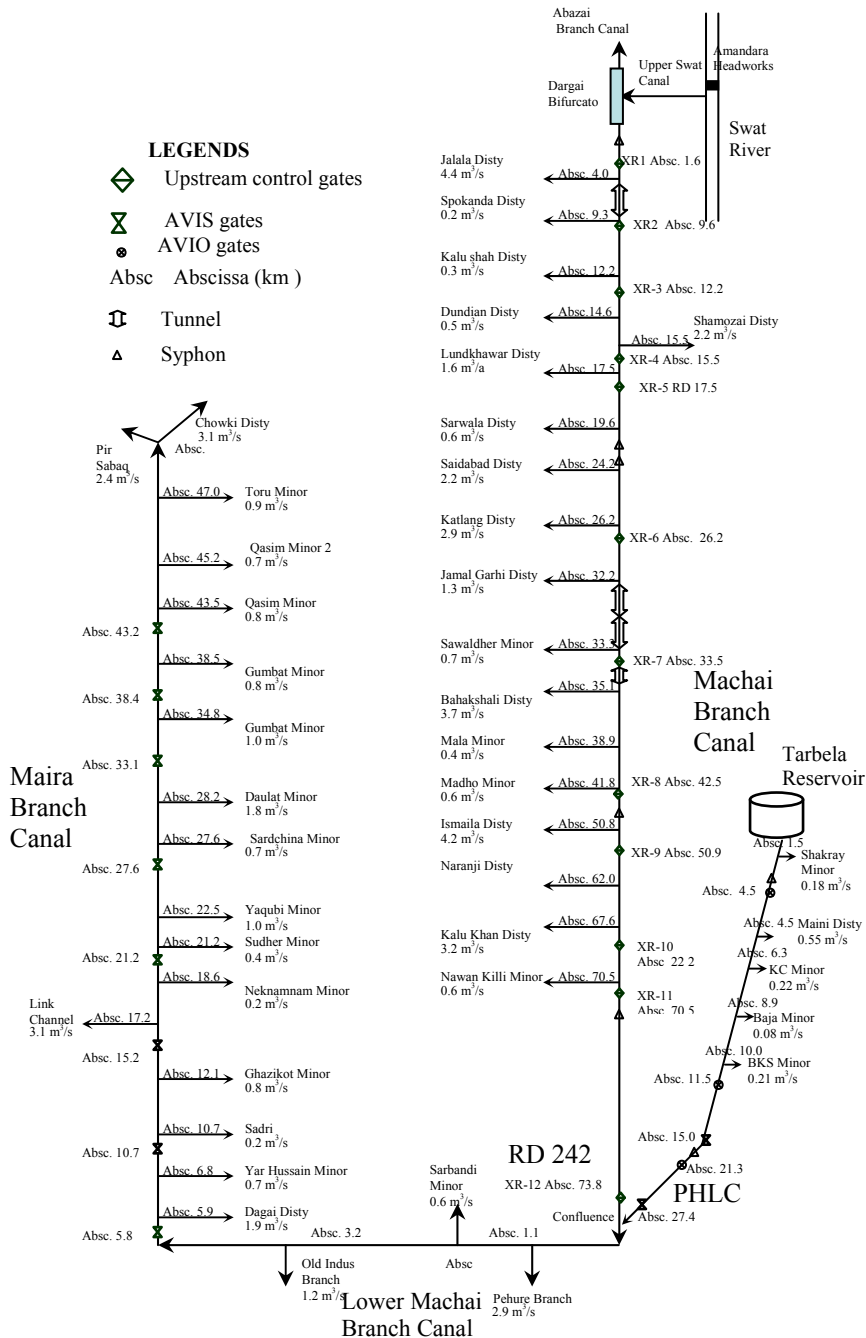 Abazai
Branch Canal
Upper Swat
Canal
Amandara
Headworks
Dargai
Bifurcato
Swat
River
LEGENDS
Upstream control gates
AVIS gates
AVIO gates
Absc Abscissa (km )
Tunnel
Syphon
XR1 Absc. 1.6
Jalala Disty
4.4 m³/s
Absc. 4.0
Spokanda Disty
0.2 m³/s
Absc. 9.3
XR2 Absc. 9.6
Kalu shah Disty
0.3 m³/s
Absc. 12.2
XR-3 Absc. 12.2
Dundian Disty
0.5 m³/s
Absc.14.6
Shamozai Disty
2.2 m³/s
Absc. 15.5
XR-4 Absc. 15.5
Lundkhawar Disty
1.6 m³/a
Absc. 17.5
XR-5 RD 17.5
Sarwala Disty
0.6 m³/s
Absc. 19.6
Saidabad Disty
2.2 m³/s
Absc. 24.2
Katlang Disty
2.9 m³/s
Absc. 26.2
XR-6 Absc. 26.2
Jamal Garhi Disty
1.3 m³/s
Absc. 32.2
Sawaldher Minor
0.7 m³/s
Absc. 33.3
XR-7 Absc. 33.5
Bahakshali Disty
3.7 m³/s
Absc. 35.1
Machai
Branch
Canal
Mala Minor
0.4 m³/s
Absc. 38.9
Madho Minor
0.6 m³/s
Absc. 41.8
XR-8 Absc. 42.5
Ismaila Disty
4.2 m³/s
Absc. 50.8
XR-9 Absc. 50.9
Naranji Disty
Absc. 62.0
Kalu Khan Disty
3.2 m³/s
Absc. 67.6
XR-10
Absc 22.2
Nawan Killi Minor
0.6 m³/s
Absc. 70.5
XR-11
Absc. 70.5
RD 242
XR-12 Absc. 73.8
Confluence
Tarbela
Reservoir
Absc. 1.5
Shakray
Minor
0.18 m³/s
Absc. 4.5
Absc. 4.5
Maini Disty
0.55 m³/s
Absc. 6.3
KC Minor
0.22 m³/s
Absc. 8.9
Baja Minor
0.08 m³/s
Absc. 10.0
BKS Minor
0.21 m³/s
Absc. 11.5
Absc. 15.0
Absc. 21.3
PHLC
Absc. 27.4
Chowki Disty
3.1 m³/s
Absc.
Pir
Sabaq
2.4 m³/s
Absc. 47.0
Toru Minor
0.9 m³/s
Absc. 45.2
Qasim Minor 2
0.7 m³/s
Absc. 43.5
Qasim Minor
0.8 m³/s
Absc. 43.2
Absc. 38.5
Gumbat Minor
0.8 m³/s
Absc. 38.4
Absc. 34.8
Gumbat Minor
1.0 m³/s
Absc. 33.1
Maira
Branch
Canal
Absc. 28.2
Daulat Minor
1.8 m³/s
Absc. 27.6
Sardchina Minor
0.7 m³/s
Absc. 27.6
Absc. 22.5
Yaqubi Minor
1.0 m³/s
Absc. 21.2
Sudher Minor
0.4 m³/s
Absc. 21.2
Absc. 18.6
Neknamnam Minor
0.2 m³/s
Link
Channel
3.1 m³/s
Absc. 17.2
Absc. 15.2
Absc. 12.1
Ghazikot Minor
0.8 m³/s
Absc. 10.7
Sadri
0.2 m³/s
Absc. 10.7
Absc. 6.8
Yar Hussain Minor
0.7 m³/s
Absc. 5.9
Dagai Disty
1.9 m³/s
Absc. 5.8
Sarbandi
Minor
0.6 m³/s
Absc. 3.2
Absc. 1.1
Absc
Old Indus
Branch
1.2 m³/s
Pehure Branch
2.9 m³/s
Lower Machai
Branch Canal